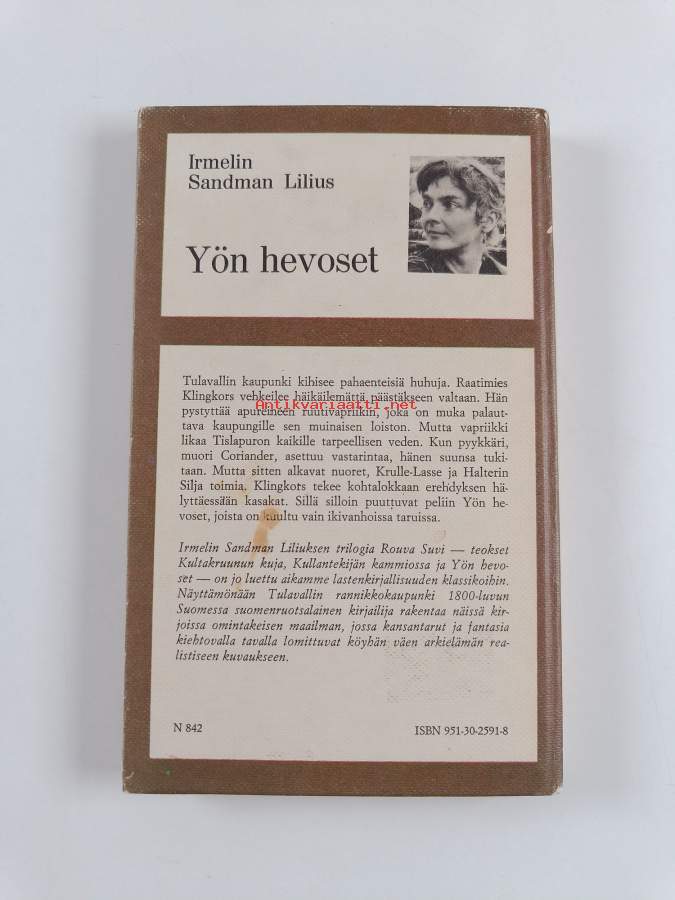 Irmelin
Sandman Lilius
Yön hevoset
Tulavallin kaupunki kihisee pahaenteisiä huhuja. Raatimies
Klingkors vehkeilee häikäilemättä päästäkseen valtaan. Hän
pystyttää apureineen ruutivapriikin, joka on muka palaut-
Antikvariaatti.net
tava kaupungille sen muinaisen loiston. Mutta vapriikki
likaa Tislapuron kaikille tarpeellisen veden. Kun pyykkäri,
muori Coriander, asettuu vastarintaa, hänen suunsa tuki-
taan. Mutta sitten alkavat nuoret, Krulle-Lasse ja Halterin
Silja toimia. Klingkors tekee kohtalokkaan erehdyksen hä-
lyttäessään kasakat. Sillä silloin puuttuvat peliin Yön he-
voset, joista on kuultu vain ikivanhoissa taruissa.
Irmelin Sandman Liliuksen trilogia Rouva Suvi — teokset
Kultakruunun kuja, Kullantekijän kammiossa ja Yön hevo-
set — on jo luettu aikamme lastenkirjallisuuden klassikoihin.
Näyttämönään Tulavallin rannikkokaupunki 1800-luvun
Suomessa suomenruotsalainen kirjailija rakentaa näissä kir-
joissa omintakeisen maailman, jossa kansantarut ja fantasia
kiehtovalla tavalla lomittuvat köyhän väen arkielämän rea-
listiseen kuvaukseen.
N 842
ISBN 951-30-2591-8